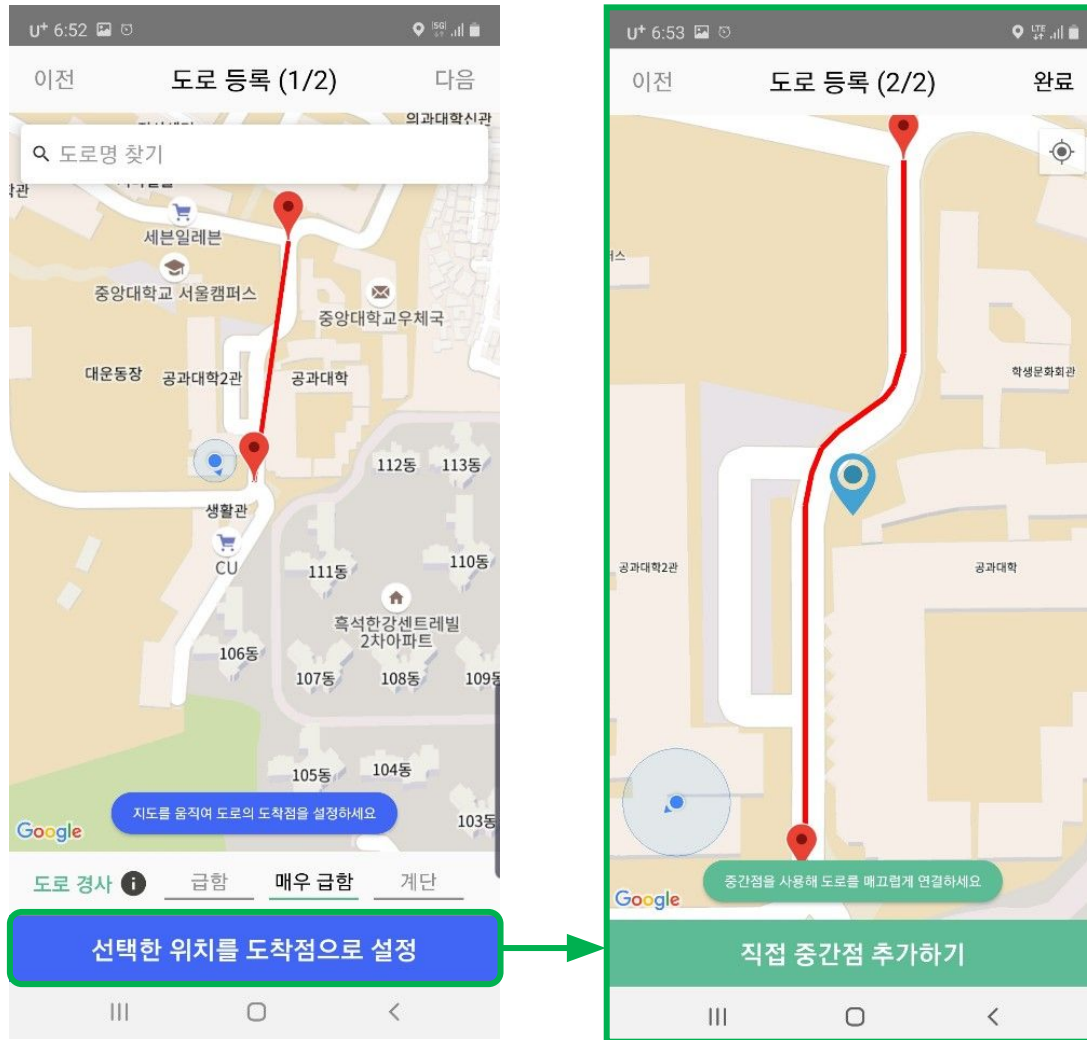 U+ 6:52
5G
이전
도로 등록 (1/2)
다음
의과대학신관
도로명 찾기
세븐일레븐
중앙대학교 서울캠퍼스
중앙대학교우체국
대운동장
공과대학2관
공과대학
112동
113동
생활관
CU
111동
110동
흑석한강센트레빌
2차아파트
106동
107동
108동
109동
105동
104동
103동
지도를 움직여 도로의 도착점을 설정하세요
Google
도로 경사
급함
매우 급함
계단
선택한 위치를 도착점으로 설정
U+ 6:53
LTE
이전
도로 등록 (2/2)
완료
학생문화회관
공과대학2관
공과대학
중간점을 사용해 도로를 매끄럽게 연결하세요
Google
직접 중간점 추가하기